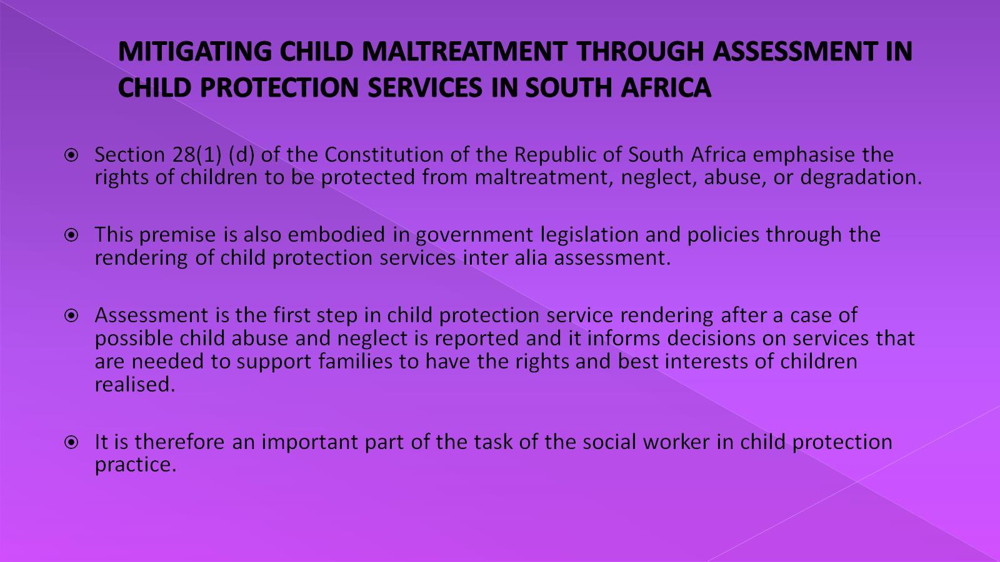 MITIGATING CHILD MALTREATMENT THROUGH ASSESSMENT IN
CHILD PROTECTION SERVICES IN SOUTH AFRICA
Section 28(1) (d) of the Constitution of the Republic of South Africa emphasise the
rights of children to be protected from maltreatment, neglect, abuse, or degradation.
This premise is also embodied in government legislation and policies through the
rendering of child protection services inter alia assessment.
Assessment is the first step in child protection service rendering after a case of
possible child abuse and neglect is reported and it informs decisions on services that
are needed to support families to have the rights and best interests of children
realised.
It is therefore an important part of the task of the social worker in child protection
practice.